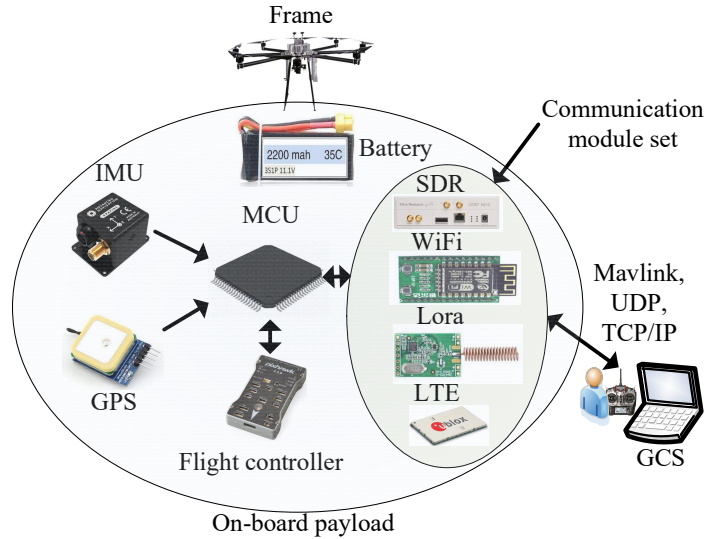 Frame
Communication
module set
2200 mah 35C
3S1P 11.1V
Battery
IMU
SDR
MCU
WiFi
Mavlink,
UDP,
TCP/IP
Lora
GPS
pixhawk
LTE
blox
Flight controller
GCS
On-board payload